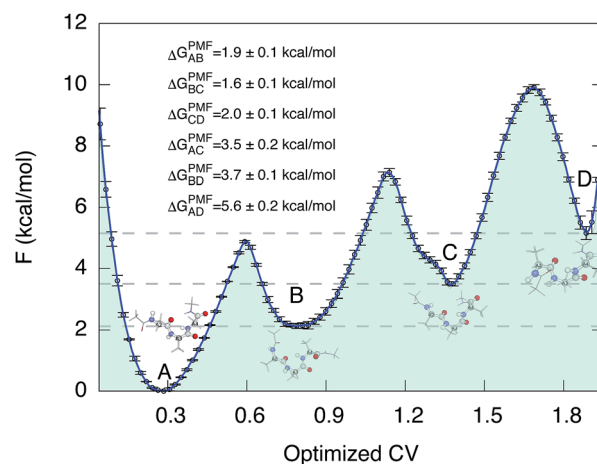 12
10
8
6
4
2
0
F (kcal/mol)
ΔG_AB^PMF=1.9 ± 0.1 kcal/mol
ΔG_BC^PMF=1.6 ± 0.1 kcal/mol
ΔG_CD^PMF=2.0 ± 0.1 kcal/mol
ΔG_AC^PMF=3.5 ± 0.2 kcal/mol
ΔG_BD^PMF=3.7 ± 0.1 kcal/mol
ΔG_AD^PMF=5.6 ± 0.2 kcal/mol
A
B
C
D
0.3 0.6 0.9 1.2 1.5 1.8
Optimized CV